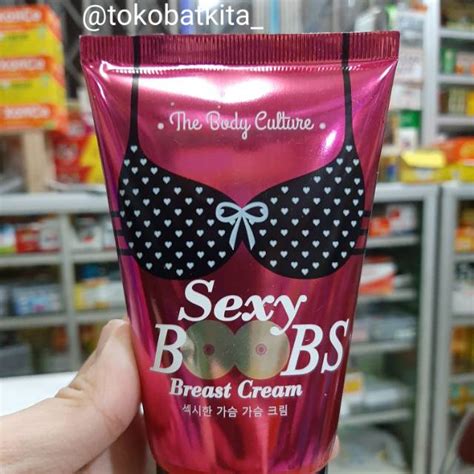 @tokobatkita_
The Body Culture
Sexy
BOOBS
Breast Cream
섹시한 가슴 가슴 크림